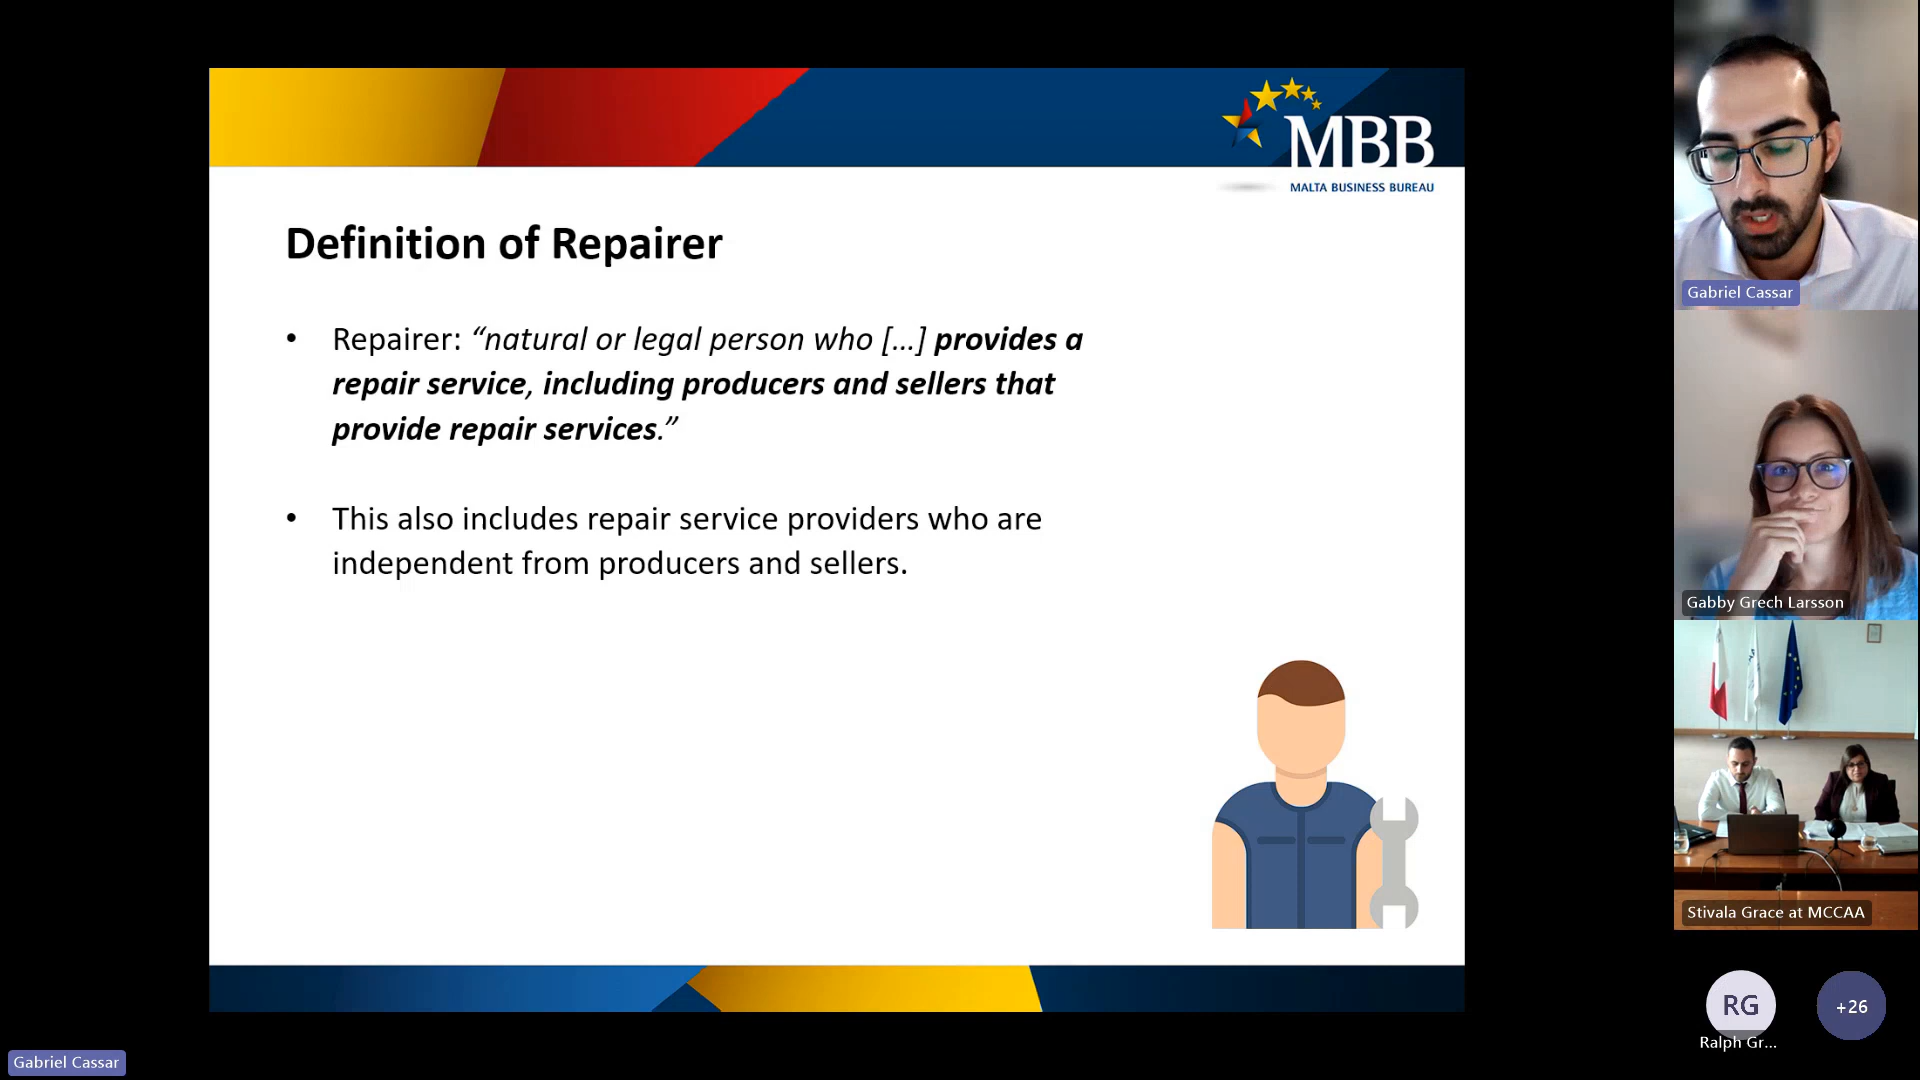 MBB
MALTA BUSINESS BUREAU
Definition of Repairer
• Repairer: “natural or legal person who [...] provides a
repair service, including producers and sellers that
provide repair services.”
• This also includes repair service providers who are
independent from producers and sellers.
Gabriel Cassar
Gabby Grech Larsson
Stivala Grace at MCCAA
RG
Ralph Gr...
+26
Gabriel Cassar